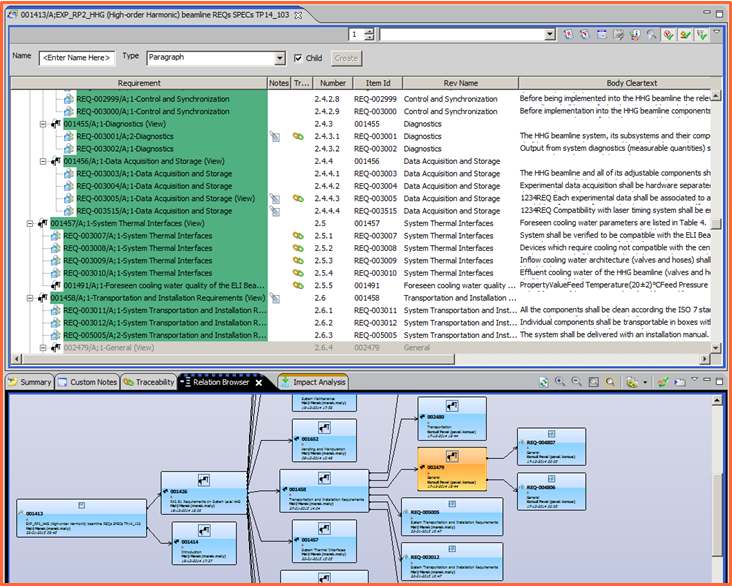 001413/A;EXP_RP2_HHG (High-order Harmonic) beamline REQs SPECs TP14_103
1
Name <Enter Name Here> Type Paragraph Child Create
Requirement Notes Tr... Number Item Id Rev Name Body Cleartext
REQ-002999/A;1-Control and Synchronization 2.4.2.8 REQ-002999 Control and Synchronization Before being implemented into the HHG beamline the relev
REQ-003000/A;1-Control and Synchronization 2.4.2.9 REQ-003000 Control and Synchronization Before implementation into the HHG beamline components
001455/A;1-Diagnostics (View) 2.4.3 001455 Diagnostics
REQ-003001/A;2-Diagnostics 2.4.3.1 REQ-003001 Diagnostics The HHG beamline system, its subsystems and their comp
REQ-003002/A;1-Diagnostics 2.4.3.2 REQ-003002 Diagnostics Output from system diagnostics (measurable quantities) s
001456/A;1-Data Acquisition and Storage (View) 2.4.4 001456 Data Acquisition and Storage
REQ-003003/A;1-Data Acquisition and Storage 2.4.4.1 REQ-003003 Data Acquisition and Storage The HHG beamline and all of its adjustable components sh
REQ-003004/A;1-Data Acquisition and Storage 2.4.4.2 REQ-003004 Data Acquisition and Storage Experimental data acquisition shall be hardware separated
REQ-003005/A;1-Data Acquisition and Storage (View) 2.4.4.3 REQ-003005 Data Acquisition and Storage 1234REQ Each experimental data shall be associated to a
REQ-003515/A;1-Data Acquisition and Storage 2.4.4.4 REQ-003515 Data Acquisition and Storage 1234REQ Compatibility with laser timing system shall be en
001457/A;1-System Thermal Interfaces (View) 2.5 001457 System Thermal Interfaces Foreseen cooling water parameters are listed in Table 4.
REQ-003007/A;1-System Thermal Interfaces 2.5.1 REQ-003007 System Thermal Interfaces System shall be verified to be compatible with the ELI Bea
REQ-003008/A;1-System Thermal Interfaces 2.5.2 REQ-003008 System Thermal Interfaces Devices which require cooling not compatible with the cen
REQ-003009/A;1-System Thermal Interfaces 2.5.3 REQ-003009 System Thermal Interfaces Inflow cooling water architecture (valves and hoses) shall
REQ-003010/A;1-System Thermal Interfaces 2.5.4 REQ-003010 System Thermal Interfaces Effluent cooling water of the HHG beamline (valves and ho
001491/A;1-Foreseen cooling water quality of the ELI Bea... 2.5.5 001491 Foreseen cooling water quality ... PropertyValueFeed Temperature(20±2)°CFeed Pressure
001458/A;1-Transportation and Installation Requirements (View) 2.6 001458 Transportation and Installation ...
REQ-003011/A;1-System Transportation and Installation R... 2.6.1 REQ-003011 System Transportation and Inst... All the components shall be clean according the ISO 7 star
REQ-003012/A;1-System Transportation and Installation R... 2.6.2 REQ-003012 System Transportation and Inst... Individual components shall be transportable in boxes with
REQ-005005/A;2-System Transportation and Installation R... 2.6.3 REQ-005005 System Transportation and Inst... The system shall be delivered with an installation manual.
002479/A;1-General (View) 2.6.4 002479 General
Summary Custom Notes Traceability Relation Browser Impact Analysis
System Maintenance
001652
Handling and Manipulation
002480
Transportation
002479
General
REQ-004807
General
REQ-004806
General
001426
001458
Transportation and Installation Requirements
001413
EXP_RP2_HHG (High-order Harmonic) beamline REQs SPECs TP14_103
001414
Introduction
001457
System Thermal Interfaces
REQ-005005
System Transportation and Installation Requirements
REQ-003012
System Transportation and Installation Requirements